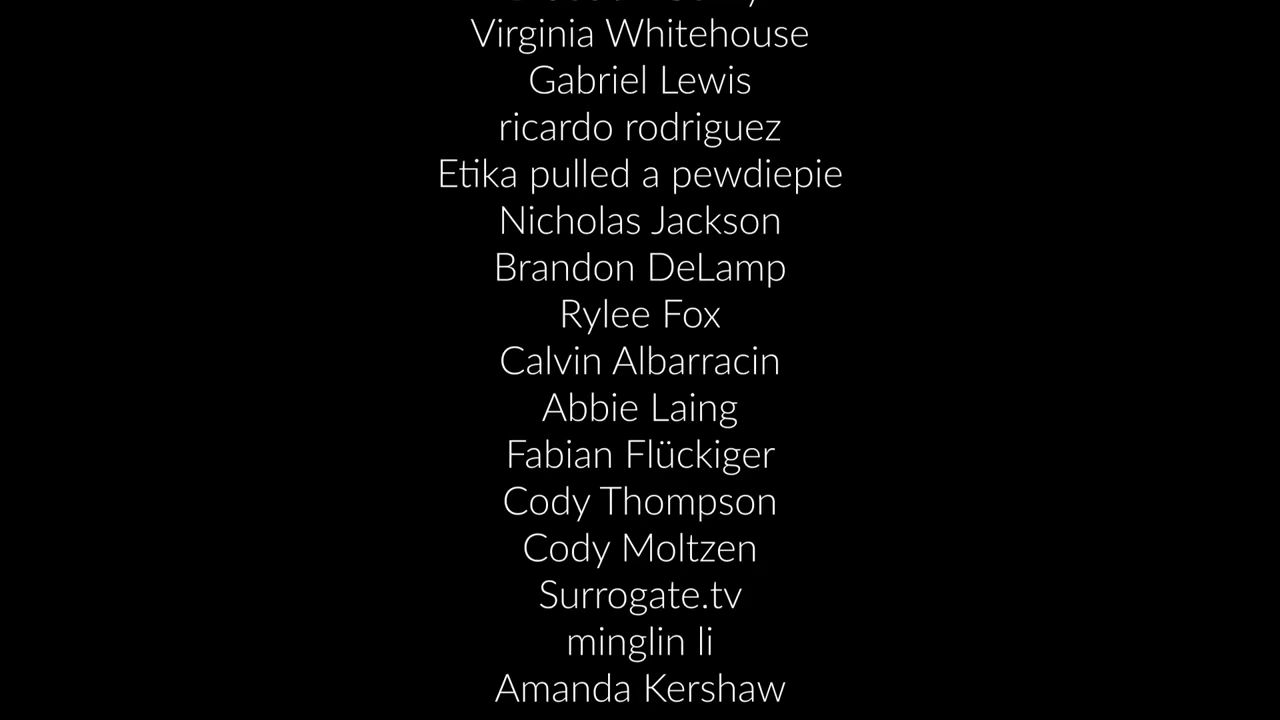 Virginia Whitehouse
Gabriel Lewis
ricardo rodriguez
Etika pulled a pewdiepie
Nicholas Jackson
Brandon DeLamp
Rylee Fox
Calvin Albarracin
Abbie Laing
Fabian Flückiger
Cody Thompson
Cody Moltzen
Surrogate.tv
minglin li
Amanda Kershaw